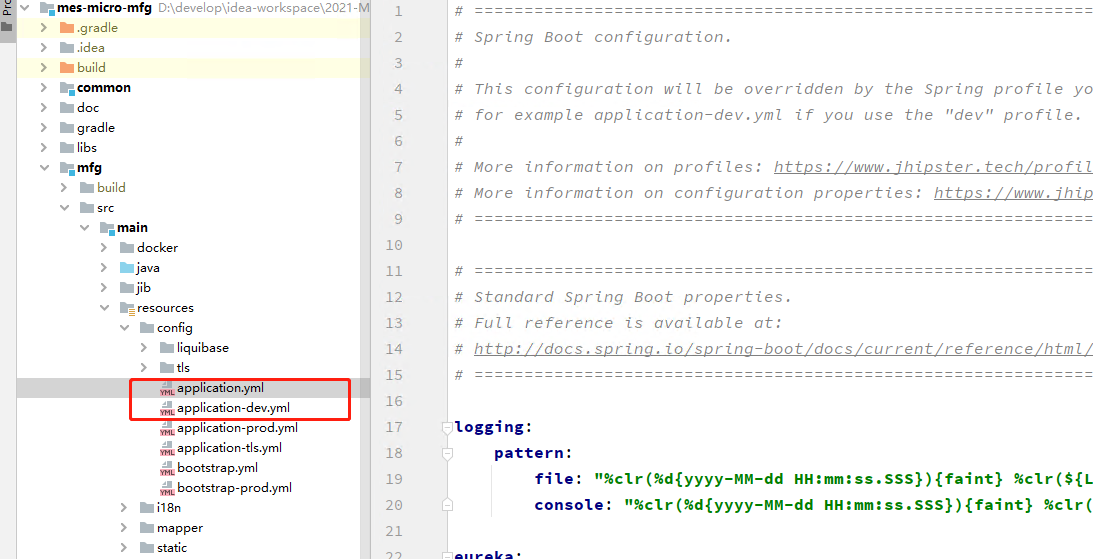 Pro
mes-micro-mfg D:\develop\idea-workspace\2021-M
.gradle
.idea
build
common
doc
gradle
libs
mfg
build
src
main
docker
java
jib
resources
config
liquibase
tls
application.yml
application-dev.yml
application-prod.yml
application-tls.yml
bootstrap.yml
bootstrap-prod.yml
i18n
mapper
static
1 # ==============================================================
2 # Spring Boot configuration.
3 #
4 # This configuration will be overridden by the Spring profile yo
5 # for example application-dev.yml if you use the "dev" profile.
6 #
7 # More information on profiles: https://www.jhipster.tech/profil
8 # More information on configuration properties: https://www.jhip
9 # ==============================================================
10
11 # ==============================================================
12 # Standard Spring Boot properties.
13 # Full reference is available at:
14 # http://docs.spring.io/spring-boot/docs/current/reference/html/
15 # ==============================================================
16
17 logging:
18 pattern:
19 file: "%clr(%d{yyyy-MM-dd HH:mm:ss.SSS}){faint} %clr(${L
20 console: "%clr(%d{yyyy-MM-dd HH:mm:ss.SSS}){faint} %clr(
21
22 eureka: